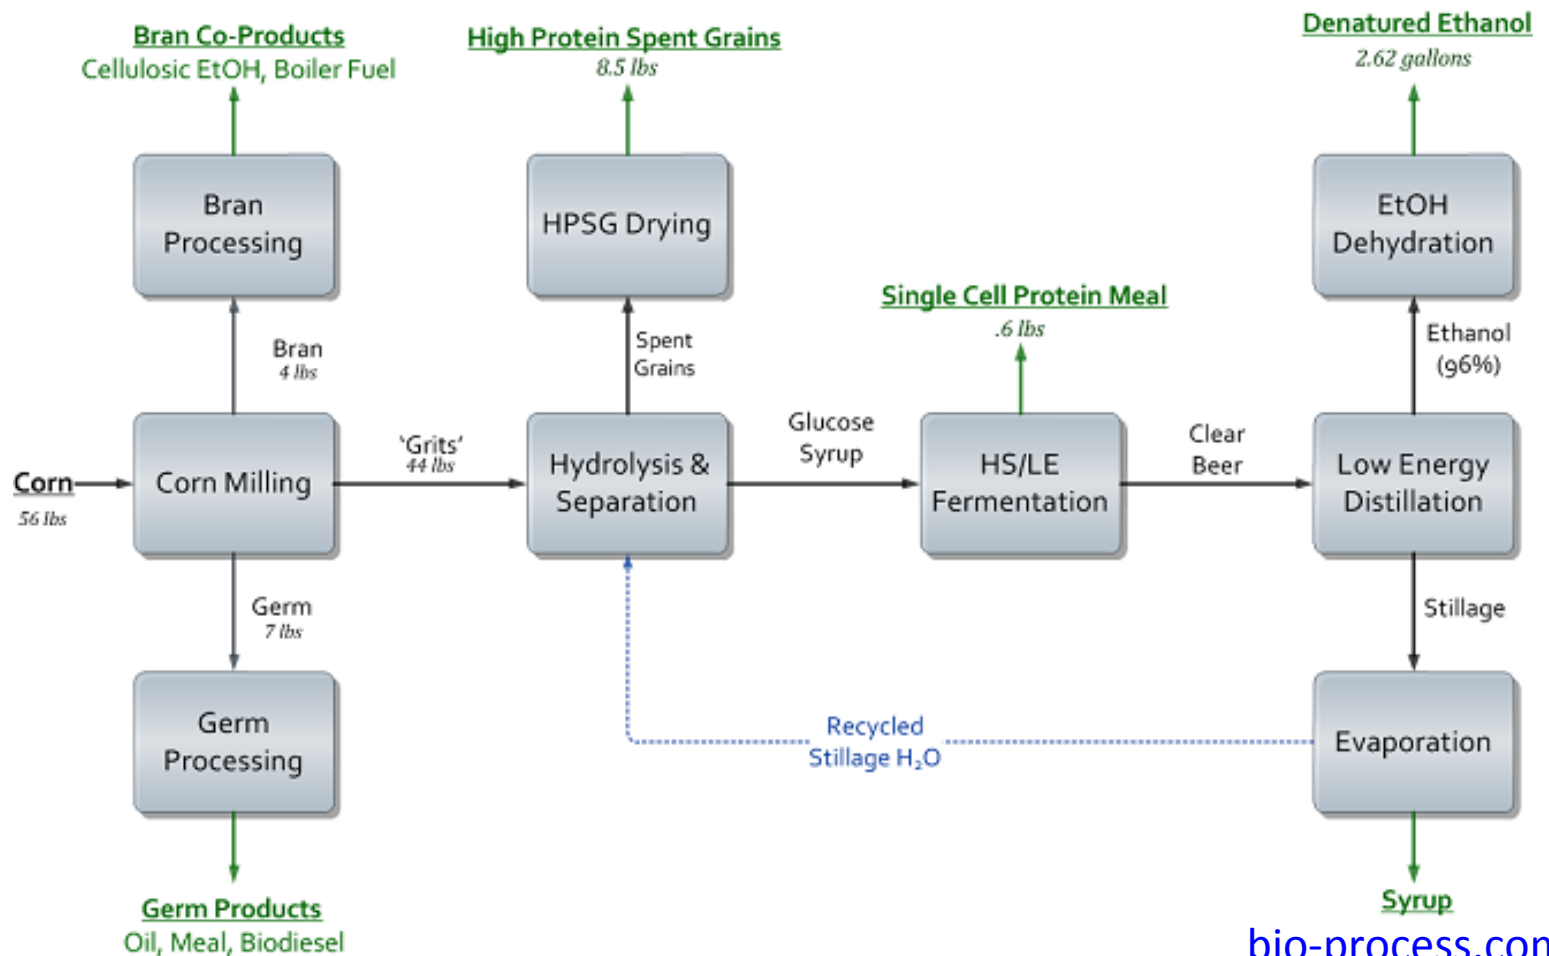 Bran Co-Products
Cellulosic EtOH, Boiler Fuel
High Protein Spent Grains
8.5 lbs
Denatured Ethanol
2.62 gallons
Bran
Processing
HPSG Drying
EtOH
Dehydration
Single Cell Protein Meal
.6 lbs
Bran
4 lbs
Spent
Grains
Ethanol
(96%)
Corn
56 lbs
Corn Milling
'Grits'
44 lbs
Hydrolysis &
Separation
Glucose
Syrup
HS/LE
Fermentation
Clear
Beer
Low Energy
Distillation
Germ
7 lbs
Stillage
Germ
Processing
Recycled
Stillage H₂O
Evaporation
Germ Products
Oil, Meal, Biodiesel
Syrup
bio-process.com